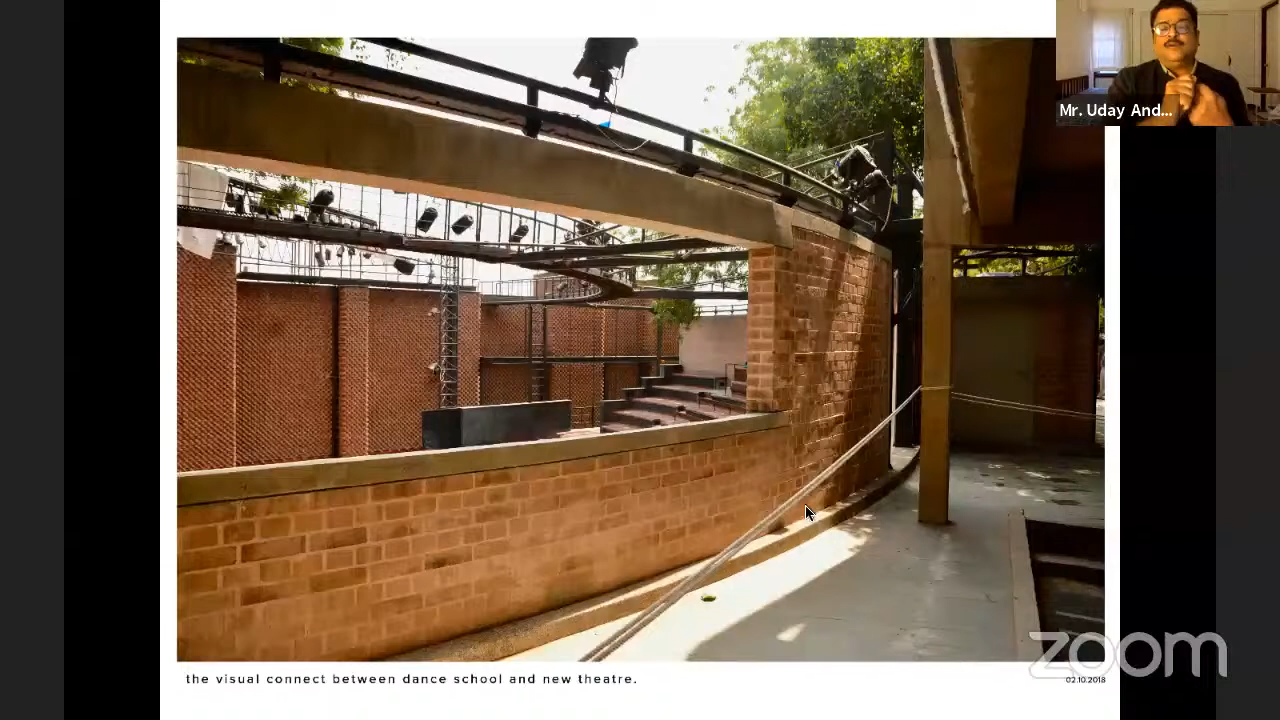 Mr. Uday And...
the visual connect between dance school and new theatre.
zoom
02.10.2018